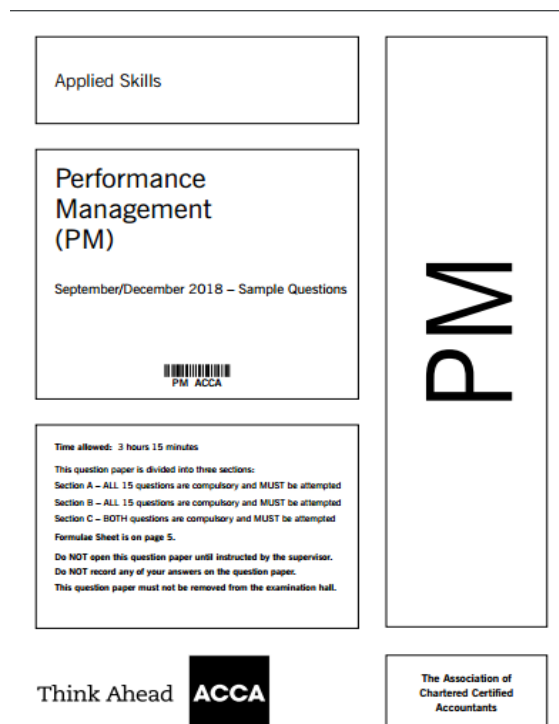 Applied Skills
Performance
Management
(PM)
September/December 2018 – Sample Questions
PM ACCA
PM
Time allowed: 3 hours 15 minutes
This question paper is divided into three sections:
Section A – ALL 15 questions are compulsory and MUST be attempted
Section B – ALL 15 questions are compulsory and MUST be attempted
Section C – BOTH questions are compulsory and MUST be attempted
Formulae Sheet is on page 5.
Do NOT open this question paper until instructed by the supervisor.
Do NOT record any of your answers on the question paper.
This question paper must not be removed from the examination hall.
Think Ahead ACCA
The Association of
Chartered Certified
Accountants